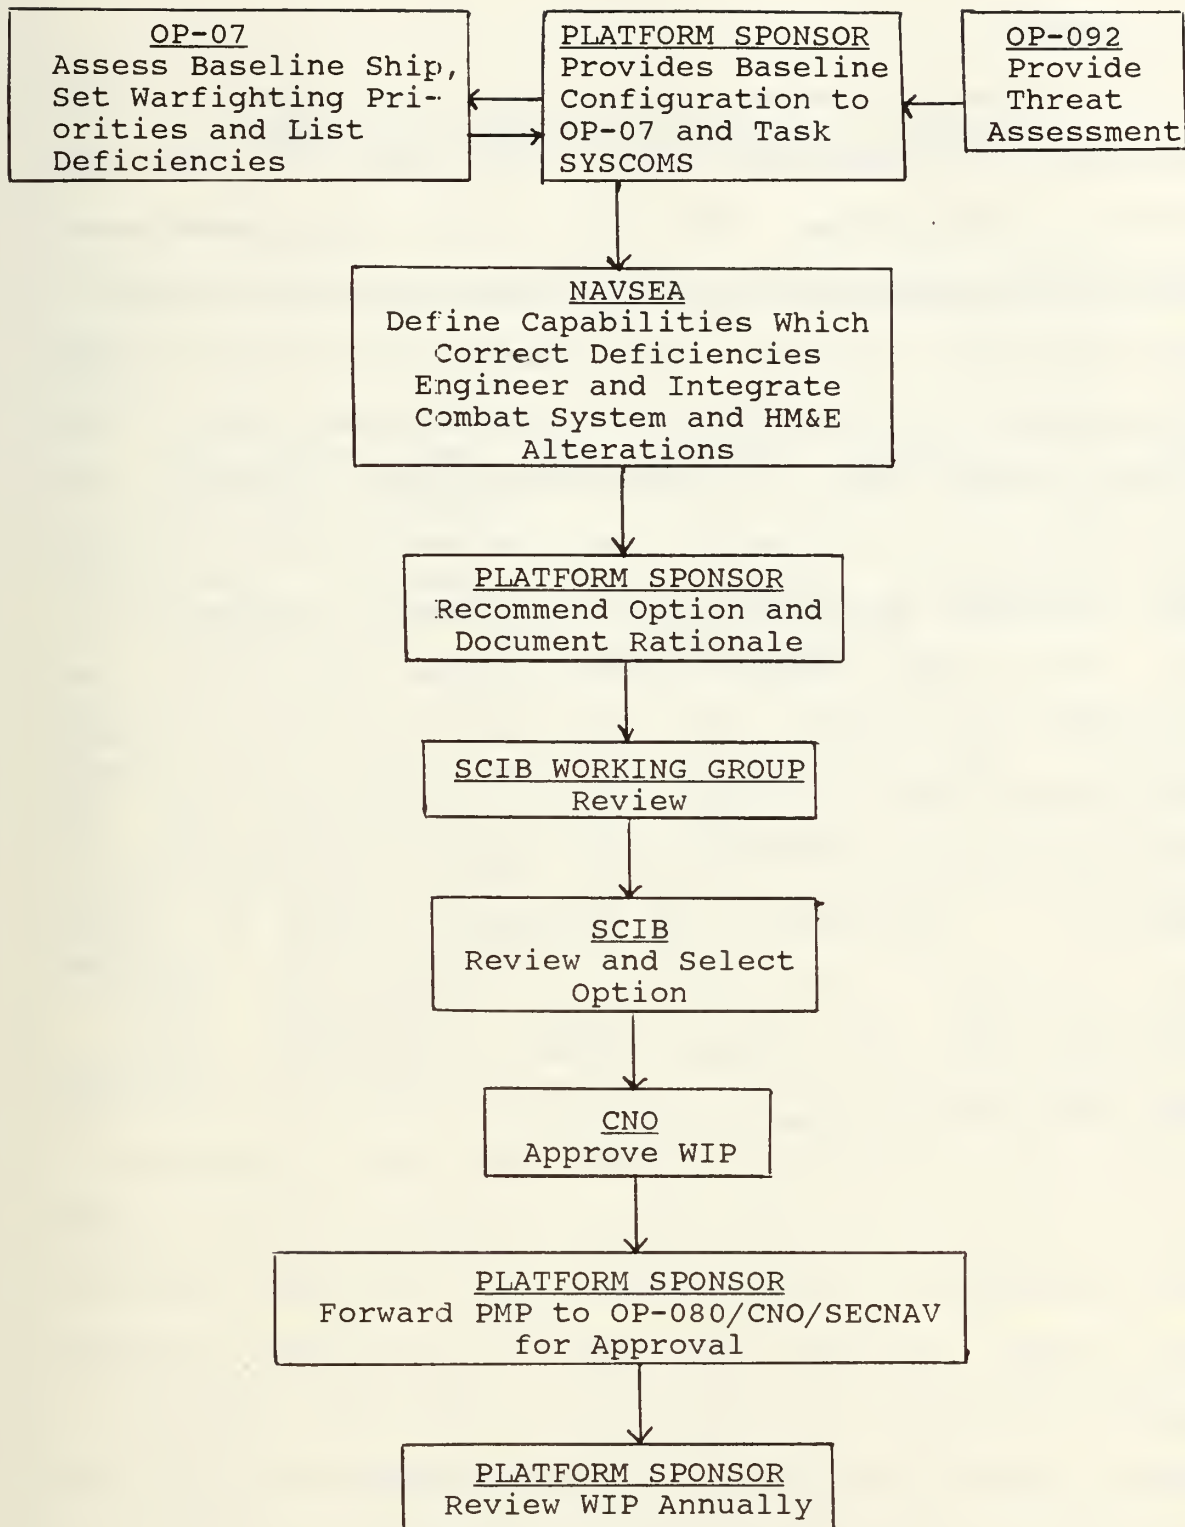 OP-07
Assess Baseline Ship,
Set Warfighting Pri-
orities and List
Deficiencies
PLATFORM SPONSOR
Provides Baseline
Configuration to
OP-07 and Task
SYSCOMS
OP-092
Provide
Threat
Assessment
NAVSEA
Define Capabilities Which
Correct Deficiencies
Engineer and Integrate
Combat System and HM&E
Alterations
PLATFORM SPONSOR
Recommend Option and
Document Rationale
SCIB WORKING GROUP
Review
SCIB
Review and Select
Option
CNO
Approve WIP
PLATFORM SPONSOR
Forward PMP to OP-080/CNO/SECNAV
for Approval
PLATFORM SPONSOR
Review WIP Annually